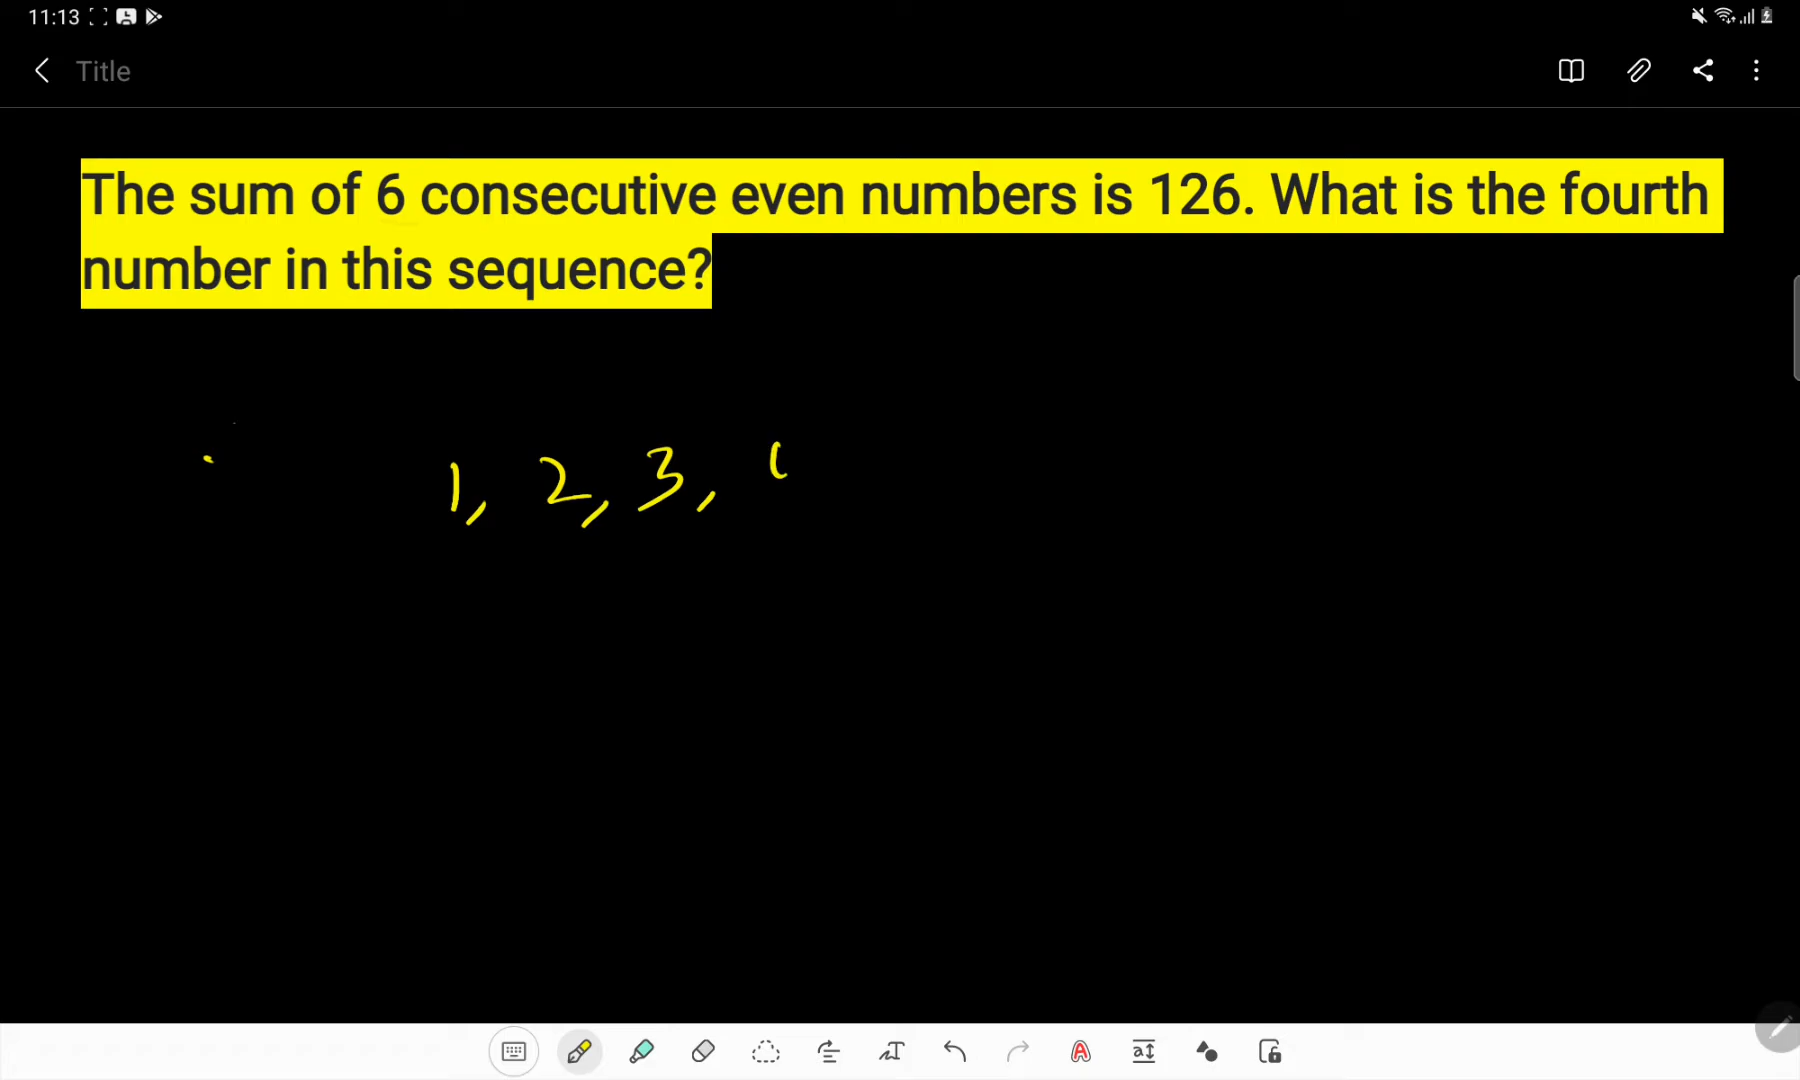 11:13
Title
The sum of 6 consecutive even numbers is 126. What is the fourth
number in this sequence?
1, 2, 3,